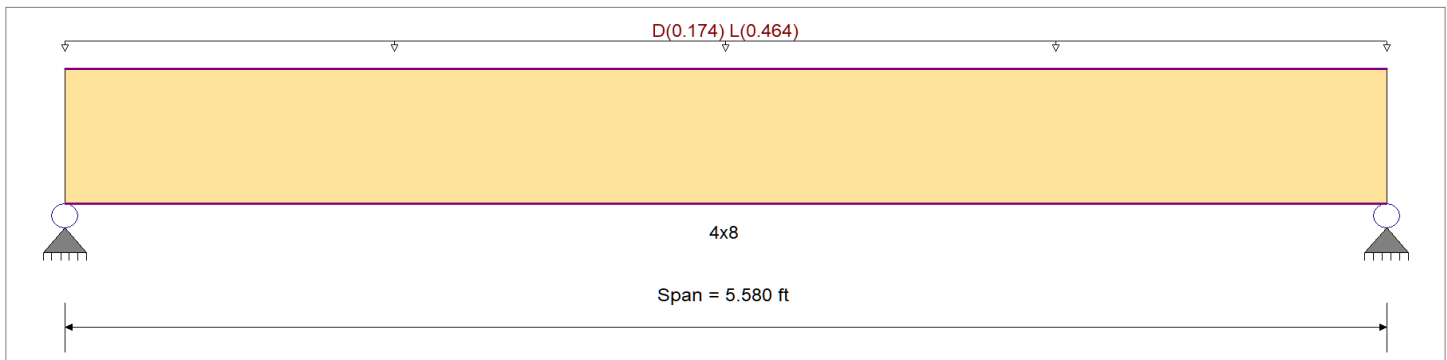 D(0.174) L(0.464)
4x8
Span = 5.580 ft